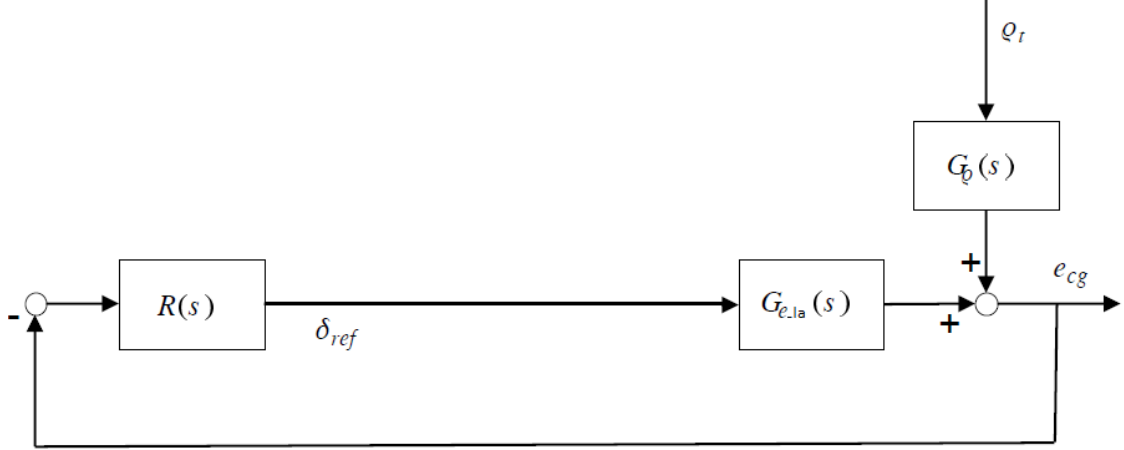 ϱ_t
G_ϱ(s)
+
e_cg
-
R(s)
G_e_la(s)
+
δ_ref